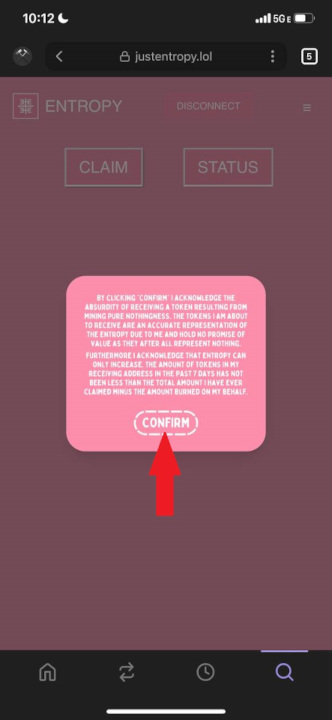 10:12
5G E
justentropy.lol
5
ENTROPY
DISCONNECT
CLAIM
STATUS
BY CLICKING "CONFIRM" I ACKNOWLEDGE THE
ABSURDITY OF RECEIVING A TOKEN RESULTING FROM
MINING PURE NOTHINGNESS. THE TOKENS I AM ABOUT
TO RECEIVE ARE AN ACCURATE REPRESENTATION OF
THE ENTROPY DUE TO ME AND HOLD NO PROMISE OF
VALUE AS THEY AFTER ALL REPRESENT NOTHING.
FURTHERMORE I ACKNOWLEDGE THAT ENTROPY CAN
ONLY INCREASE. THE AMOUNT OF TOKENS IN MY
RECEIVING ADDRESS IN THE PAST 7 DAYS HAS NOT
BEEN LESS THAN THE TOTAL AMOUNT I HAVE EVER
CLAIMED MINUS THE AMOUNT BURNED ON MY BEHALF.
CONFIRM